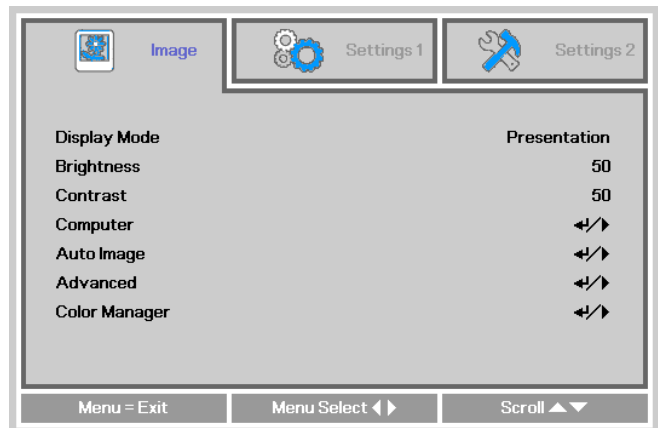 Image Settings 1 Settings 2
Display Mode Presentation
Brightness 50
Contrast 50
Computer
Auto Image
Advanced
Color Manager
Menu = Exit Menu Select Scroll